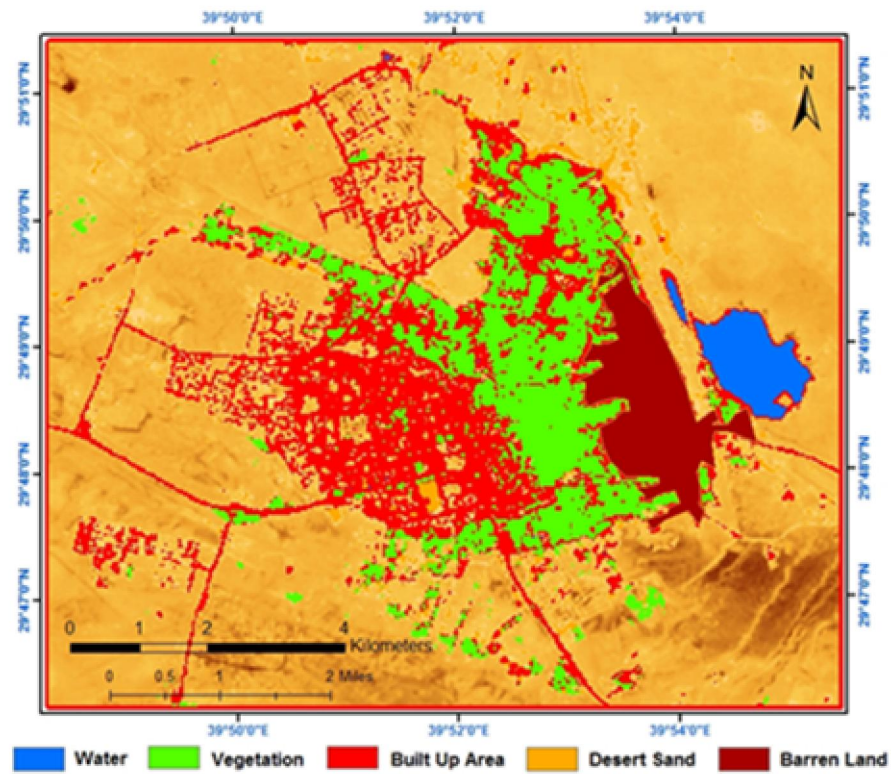 39°50'0"E 39°52'0"E 39°54'0"E
N
29°51'0"N
29°50'0"N
29°49'0"N
29°48'0"N
29°47'0"N
29°51'0"N
29°50'0"N
29°49'0"N
29°48'0"N
29°47'0"N
0 1 2 4
Kilometers
0 0.5 1 2 Miles
39°50'0"E 39°52'0"E 39°54'0"E
Water Vegetation Built Up Area Desert Sand Barren Land